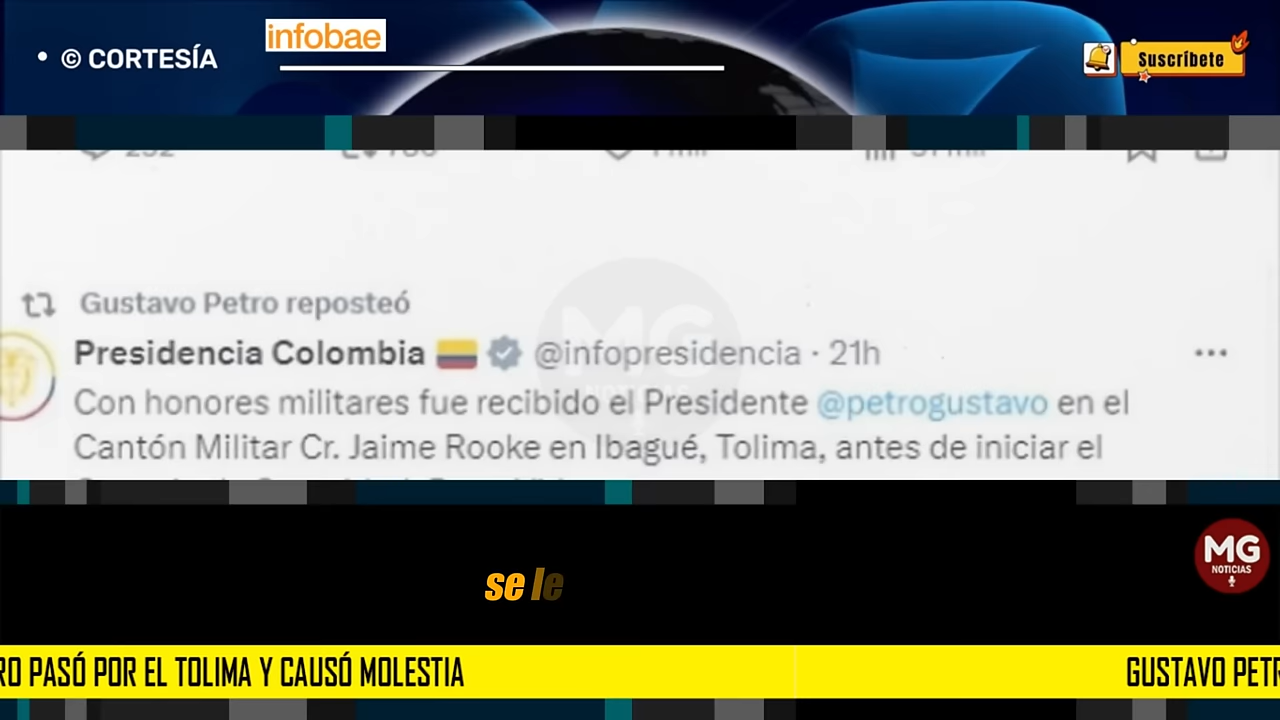 • © CORTESÍA
infobae
Suscríbete
Gustavo Petro reposteó
Presidencia Colombia @infopresidencia · 21h
Con honores militares fue recibido el Presidente @petrogustavo en el
Cantón Militar Cr. Jaime Rooke en Ibagué, Tolima, antes de iniciar el
MG
NOTICIAS
se le
MG
NOTICIAS
RO PASÓ POR EL TOLIMA Y CAUSÓ MOLESTIA
GUSTAVO PETR